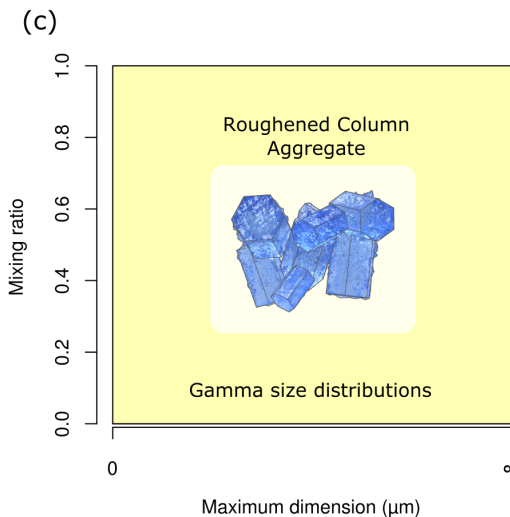 (c)
Mixing ratio
1.0
0.8
0.6
0.4
0.2
0.0
Roughened Column
Aggregate
Gamma size distributions
0
Maximum dimension (µm)